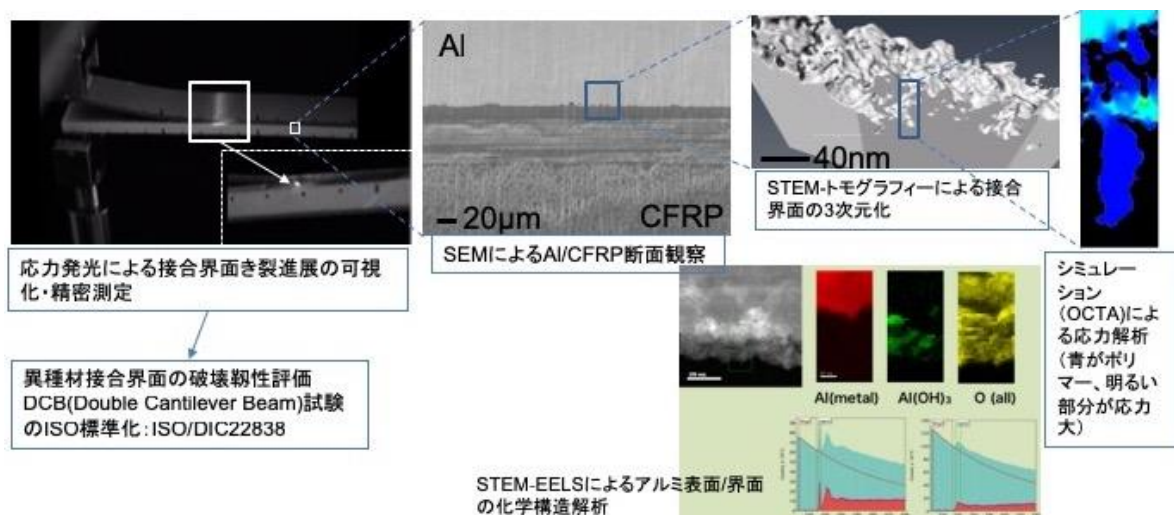 Al
20μm
CFRP
40nm
応力発光による接合界面き裂進展の可視
化・精密測定
SEMによるAl/CFRP断面観察
STEM-トモグラフィーによる接合
界面の3次元化
シミュレー
ション
(OCTA)によ
る応力解析
(青がポリ
マー、明るい
部分が応力
大)
異種材接合界面の破壊靭性評価
DCB(Double Cantilever Beam)試験
のISO標準化：ISO/DIC22838
Al(metal)
Al(OH)₃
O (all)
STEM-EELSによるアルミ表面/界面
の化学構造解析